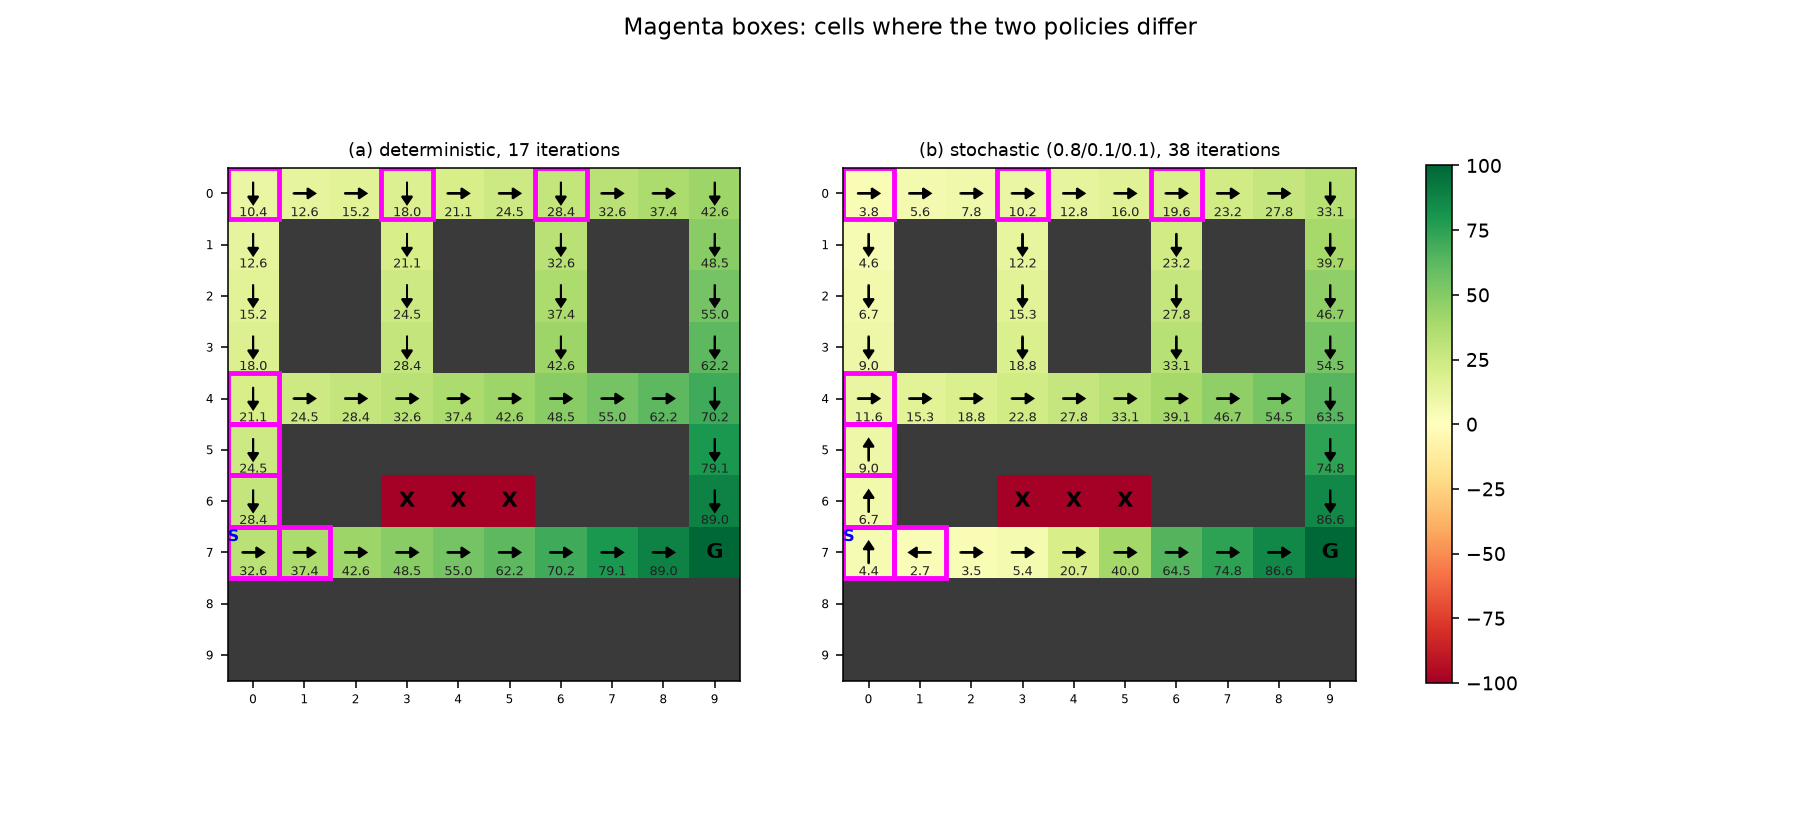 Magenta boxes: cells where the two policies differ
(a) deterministic, 17 iterations
0 10.4 12.6 15.2 18.0 21.1 24.5 28.4 32.6 37.4 42.6
1 12.6 21.1 32.6 48.5
2 15.2 24.5 37.4 55.0
3 18.0 28.4 42.6 62.2
4 21.1 24.5 28.4 32.6 37.4 42.6 48.5 55.0 62.2 70.2
5 24.5 79.1
6 28.4 X X X 89.0
S
7 32.6 37.4 42.6 48.5 55.0 62.2 70.2 79.1 89.0 G
8
9
0 1 2 3 4 5 6 7 8 9
(b) stochastic (0.8/0.1/0.1), 38 iterations
0 3.8 5.6 7.8 10.2 12.8 16.0 19.6 23.2 27.8 33.1
1 4.6 12.2 23.2 39.7
2 6.7 15.3 27.8 46.7
3 9.0 18.8 33.1 54.5
4 11.6 15.3 18.8 22.8 27.8 33.1 39.1 46.7 54.5 63.5
5 9.0 74.8
6 6.7 X X X 86.6
S
7 4.4 2.7 3.5 5.4 20.7 40.0 64.5 74.8 86.6 G
8
9
0 1 2 3 4 5 6 7 8 9
100
75
50
25
0
−25
−50
−75
−100